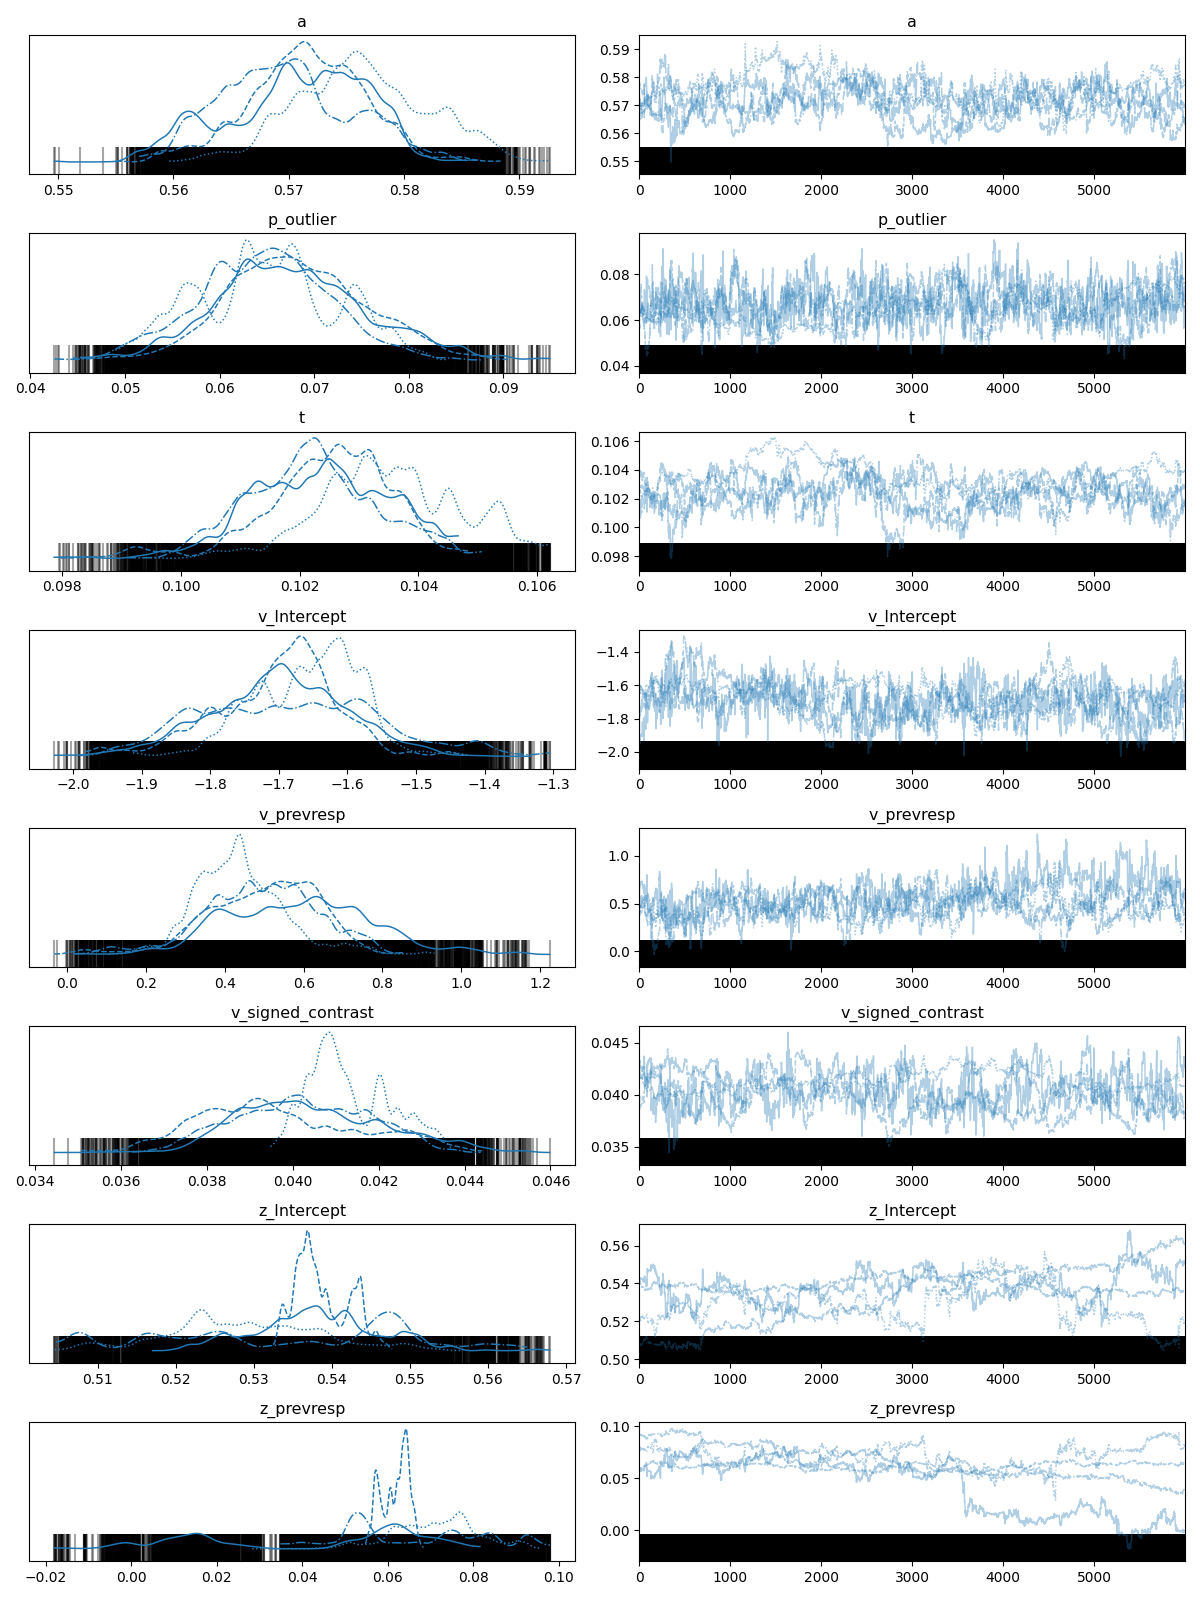 a a
0.59
0.58
0.57
0.56
0.55
0.55 0.56 0.57 0.58 0.59 0 1000 2000 3000 4000 5000
p_outlier p_outlier
0.08
0.06
0.04
0.04 0.05 0.06 0.07 0.08 0.09 0 1000 2000 3000 4000 5000
t t
0.106
0.104
0.102
0.100
0.098
0.098 0.100 0.102 0.104 0.106 0 1000 2000 3000 4000 5000
v_Intercept v_Intercept
−1.4
−1.6
−1.8
−2.0
−2.0 −1.9 −1.8 −1.7 −1.6 −1.5 −1.4 −1.3 0 1000 2000 3000 4000 5000
v_prevresp v_prevresp
1.0
0.5
0.0
0.0 0.2 0.4 0.6 0.8 1.0 1.2 0 1000 2000 3000 4000 5000
v_signed_contrast v_signed_contrast
0.045
0.040
0.035
0.034 0.036 0.038 0.040 0.042 0.044 0.046 0 1000 2000 3000 4000 5000
z_Intercept z_Intercept
0.56
0.54
0.52
0.50
0.51 0.52 0.53 0.54 0.55 0.56 0.57 0 1000 2000 3000 4000 5000
z_prevresp z_prevresp
0.10
0.05
0.00
−0.02 0.00 0.02 0.04 0.06 0.08 0.10 0 1000 2000 3000 4000 5000